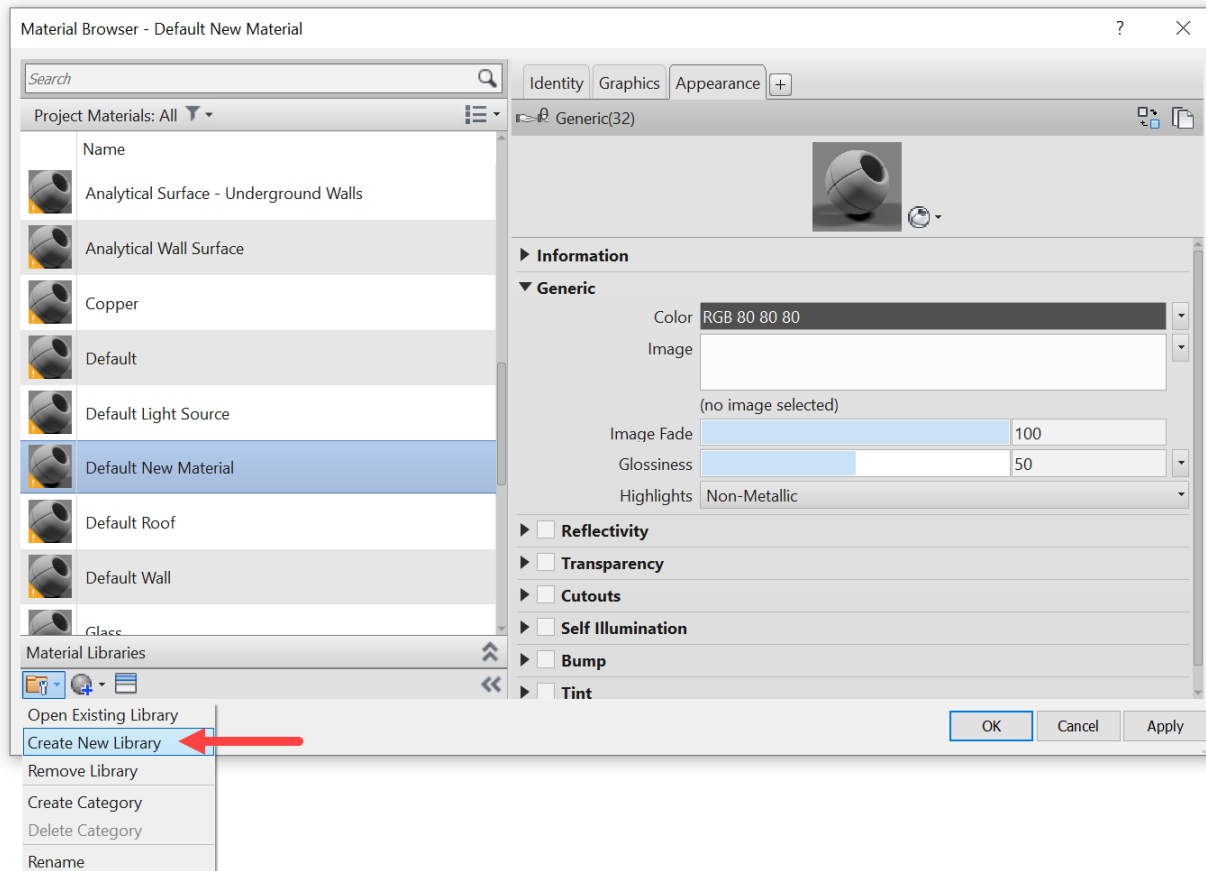 Material Browser - Default New Material
?
Search
Project Materials: All
Name
Analytical Surface - Underground Walls
Analytical Wall Surface
Copper
Default
Default Light Source
Default New Material
Default Roof
Default Wall
Glass
Material Libraries
Open Existing Library
Create New Library
Remove Library
Create Category
Delete Category
Rename
Identity Graphics Appearance +
0 Generic(32)
Information
Generic
Color RGB 80 80 80
Image
(no image selected)
Image Fade 100
Glossiness 50
Highlights Non-Metallic
Reflectivity
Transparency
Cutouts
Self Illumination
Bump
Tint
OK Cancel Apply